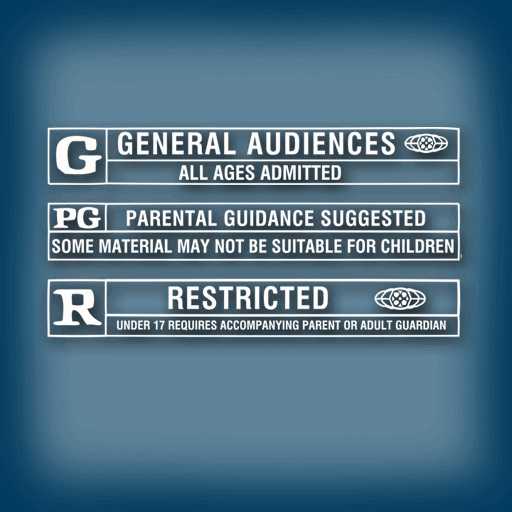 G GENERAL AUDIENCES
ALL AGES ADMITTED
PG PARENTAL GUIDANCE SUGGESTED
SOME MATERIAL MAY NOT BE SUITABLE FOR CHILDREN
R RESTRICTED
UNDER 17 REQUIRES ACCOMPANYING PARENT OR ADULT GUARDIAN